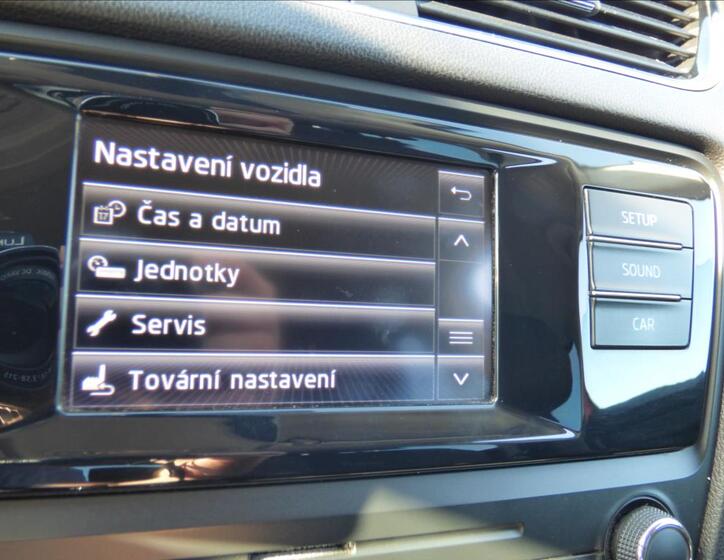 Nastavení vozidla
Čas a datum
Jednotky
Servis
Tovární nastavení
SETUP
SOUND
CAR